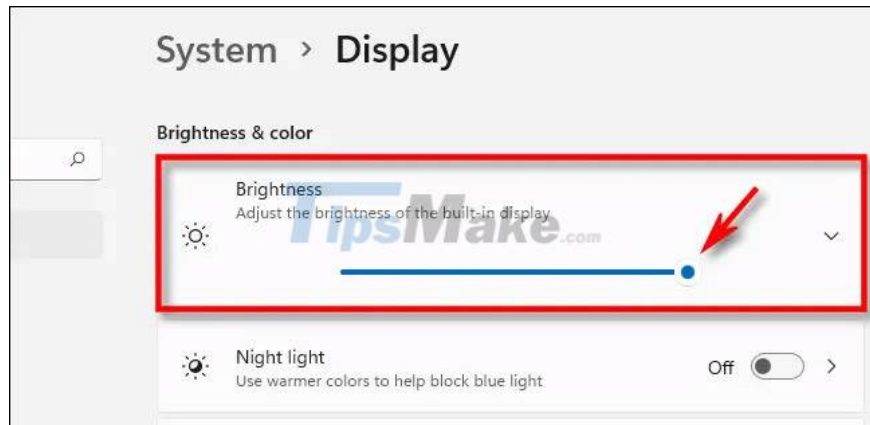 System > Display
Brightness & color
Brightness
Adjust the brightness of the built-in display
TipsMake.com
Night light
Off
Use warmer colors to help block blue light